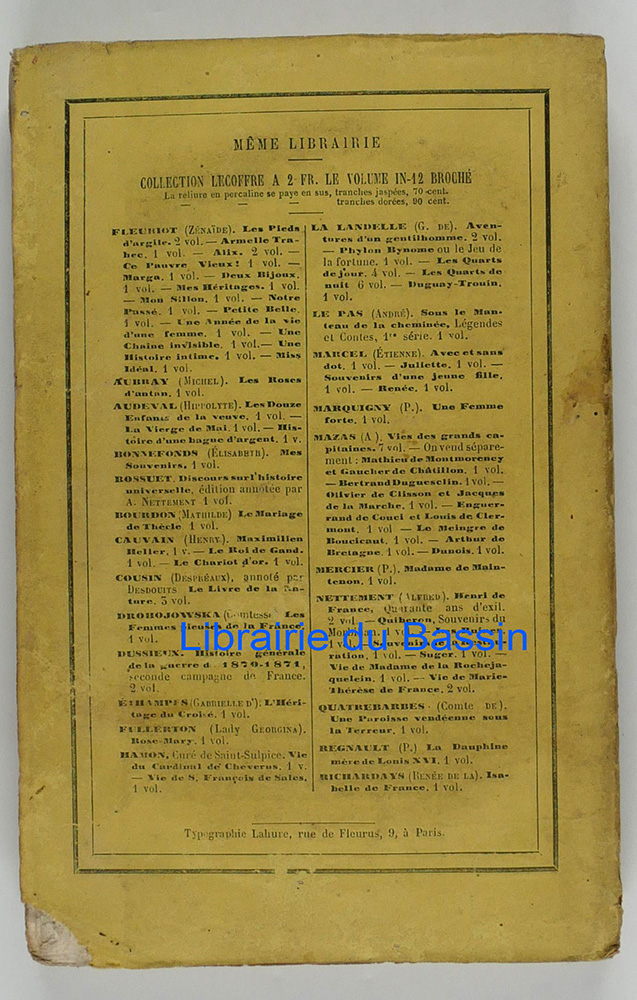 MÊME LIBRAIRIE
COLLECTION LECOFFRE A 2 FR. LE VOLUME IN-12 BROCHÉ
La reliure en percaline se paye en sus, tranches jaspées, 70 cent.
— — — tranches dorées, 90 cent.
FLEURIOT (ZÉNAÏDE). Les Pieds
d'argile. 2 vol. — Armelle Tra-
hec. 1 vol. — Alix. 2 vol. —
Ce Pauvre Vieux! 1 vol. —
Marga. 1 vol. — Deux Bijoux.
1 vol. — Mes Héritages. 1 vol.
— Mon Sillon. 1 vol. — Notre
Passé. 1 vol. — Petite Belle.
1 vol. — Une Année de la vie
d'une femme. 1 vol. — Une
Chaîne invisible. 1 vol. — Une
Histoire intime. 1 vol. — Miss
Idéal. 1 vol.
AUBRAY (MICHEL). Les Roses
d'antan. 1 vol.
AUDEVAL (HIPPOLYTE). Les Douze
Enfants de la veuve. 1 vol. —
La Vierge de Mai. 1 vol. — His-
toire d'une bague d'argent. 1 v.
BONNEFONDS (ÉLISABETH). Mes
Souvenirs. 1 vol.
BOSSUET. Discours sur l'histoire
universelle, édition annotée par
A. NETTEMENT 1 vol.
BOURDON (MATHILDE) Le Mariage
de Thècle 1 vol.
CAUVAIN (HENRY). Maximilien
Heller. 1 v. — Le Roi de Gand.
1 vol. — Le Chariot d'or. 1 vol.
COUSIN (DESPRÉAUX), annoté par
DESDOUITS Le Livre de la Na-
ture. 3 vol.
DROHOJOWSKA (Comtesse) Les
Femmes de la France.
1 vol.
DUSSIEUX. Histoire générale
de la guerre d 1870-1871,
seconde campagne de France.
2 vol.
ÉTHAMPES (GABRIELLE D'). L'Héri-
tage du Croisé. 1 vol.
FULLERTON (Lady GEORGINA).
Rose-Mary. 1 vol.
HAMON, Curé de Saint-Sulpice. Vie
du Cardinal de Cheverus. 1 v.
— Vie de S. François de Sales.
1 vol.
LA LANDELLE (G. DE). Aven-
tures d'un gentilhomme. 2 vol.
— Phylon Bynome ou le Jeu de
la fortune. 1 vol. — Les Quarts
de jour. 4 vol. — Les Quarts de
nuit 6 vol. — Duguay-Trouin.
1 vol.
LE PAS (ANDRÉ). Sous le Man-
teau de la cheminée. Légendes
et Contes, 1re série. 1 vol.
MARCEL (ÉTIENNE). Avec et sans
dot. 1 vol. — Juliette. 1 vol. —
Souvenirs d'une jeune fille.
1 vol. — Renée. 1 vol.
MARQUIGNY (P.). Une Femme
forte. 1 vol.
MAZAS (A). Vies des grands ca-
pitaines. 7 vol. — On vend séparé-
ment : Mathieu de Montmorency
et Gaucher de Châtillon. 1 vol.
— Bertrand Duguesclin. 1 vol. —
Olivier de Clisson et Jacques
de la Marche. 1 vol. — Enguer-
rand de Couci et Louis de Cler-
mont. 1 vol — Le Meingre de
Boucicaut. 1 vol. — Arthur de
Bretagne. 1 vol. — Dunois. 1 vol.
MERCIER (P.). Madame de Main-
tenon. 1 vol.
NETTEMENT (ALFRED). Henri de
France, Quarante ans d'exil.
2 vol — Quiberon, Souvenirs du
Morbihan. 1 vol
1 vol. — Souvenirs
ration. 1 vol. — Suger. 1 vol. —
Vie de Madame de la Rocheja-
quelein. 1 vol. — Vie de Marie-
Thérèse de France. 2 vol.
QUATREBARBES (Comte DE).
Une Paroisse vendéenne sous
la Terreur. 1 vol.
REGNAULT (P.) La Dauphine
mère de Louis XVI. 1 vol.
RICHARDAYS (RENÉE DE LA). Isa-
belle de France. 1 vol.
Typographie Lahure, rue de Fleurus, 9, à Paris.
Librairie du Bassin